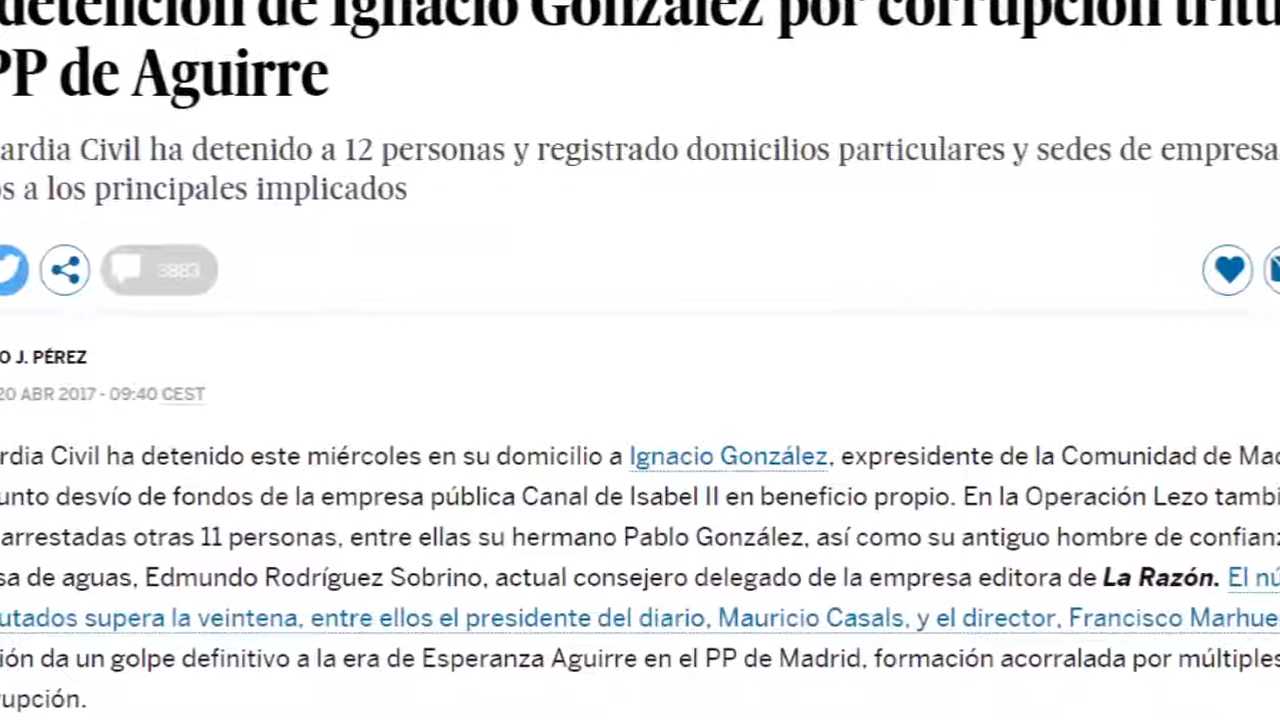 detención de Ignacio González por corrupción tritu
PP de Aguirre
ardia Civil ha detenido a 12 personas y registrado domicilios particulares y sedes de empresa
s a los principales implicados
3883
O J. PÉREZ
20 ABR 2017 - 09:40 CEST
rdia Civil ha detenido este miércoles en su domicilio a Ignacio González, expresidente de la Comunidad de Mad
unto desvío de fondos de la empresa pública Canal de Isabel II en beneficio propio. En la Operación Lezo tambi
arrestadas otras 11 personas, entre ellas su hermano Pablo González, así como su antiguo hombre de confianz
sa de aguas, Edmundo Rodríguez Sobrino, actual consejero delegado de la empresa editora de La Razón. El nú
utados supera la veintena, entre ellos el presidente del diario, Mauricio Casals, y el director, Francisco Marhue
ión da un golpe definitivo a la era de Esperanza Aguirre en el PP de Madrid, formación acorralada por múltiples
upción.